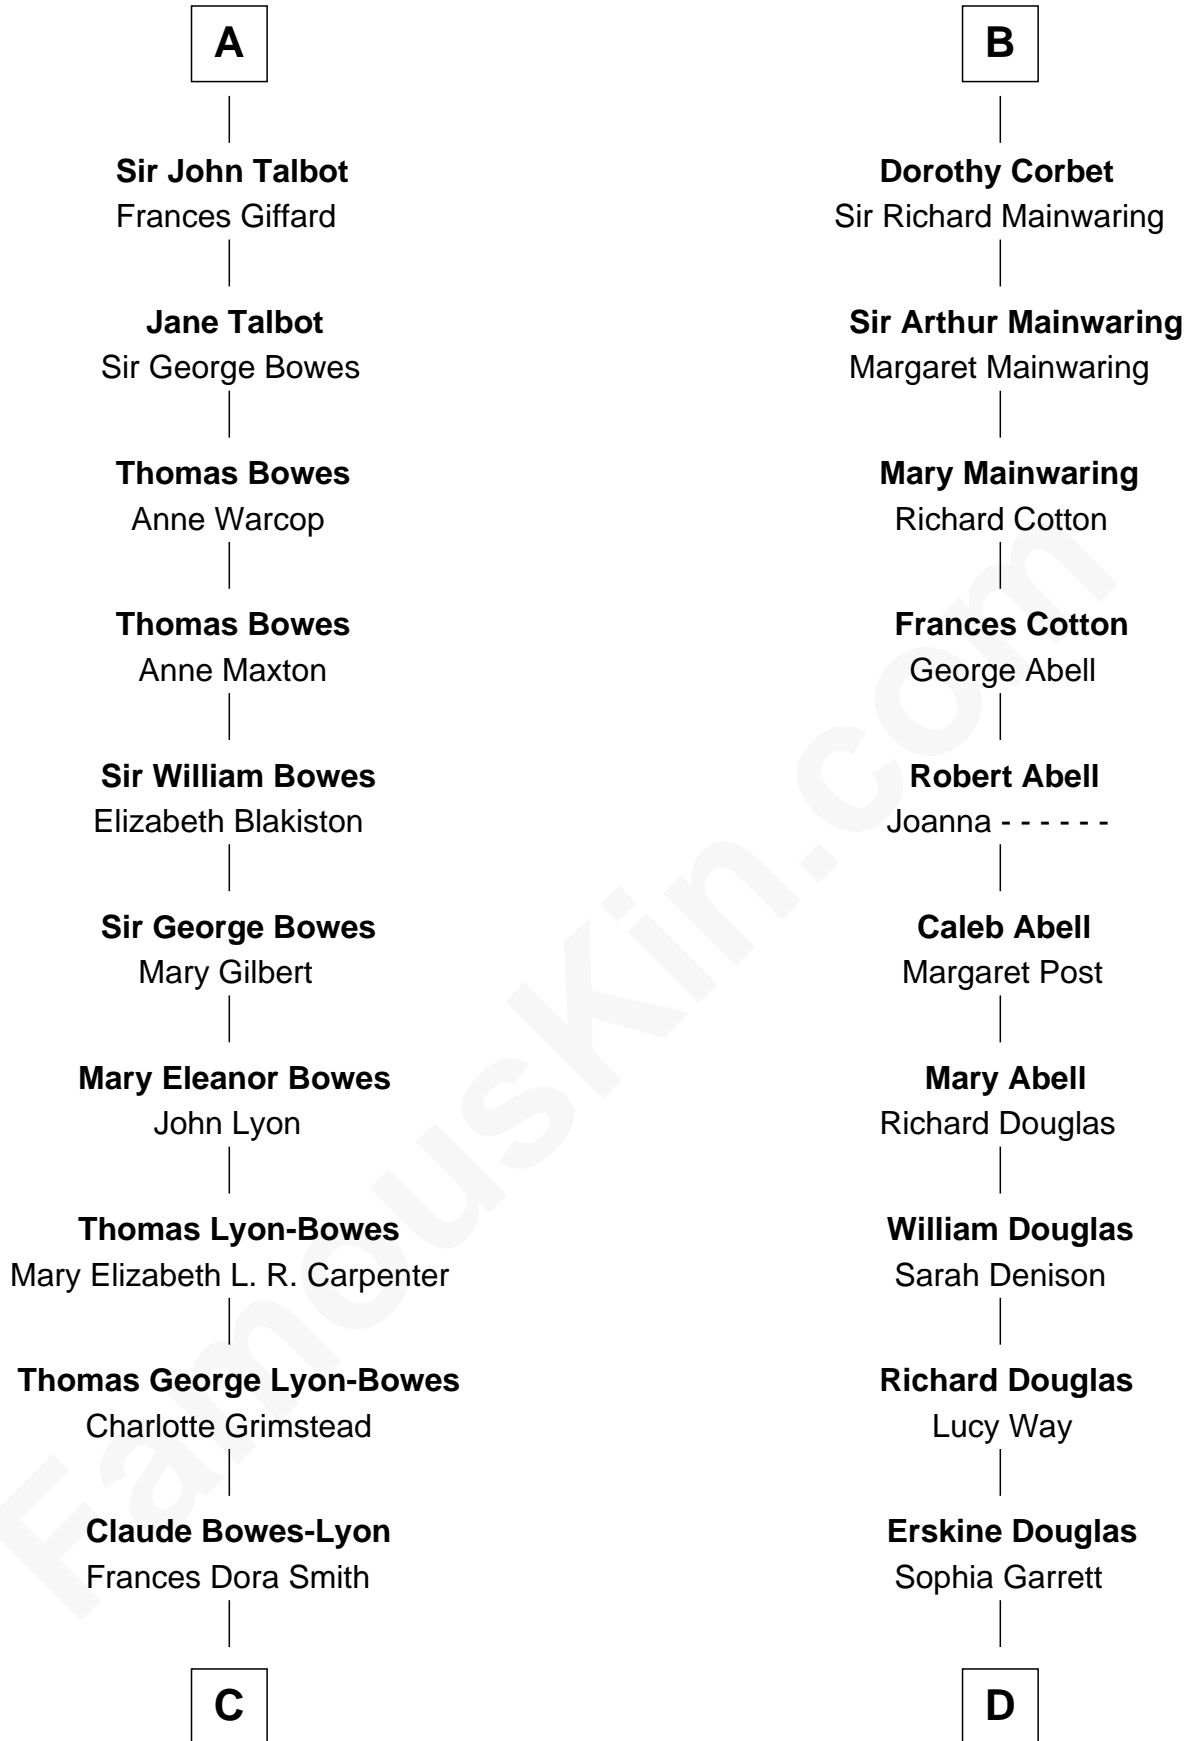 A
Sir John Talbot
Frances Giffard
Jane Talbot
Sir George Bowes
Thomas Bowes
Anne Warcop
Thomas Bowes
Anne Maxton
Sir William Bowes
Elizabeth Blakiston
Sir George Bowes
Mary Gilbert
Mary Eleanor Bowes
John Lyon
Thomas Lyon-Bowes
Mary Elizabeth L. R. Carpenter
Thomas George Lyon-Bowes
Charlotte Grimstead
Claude Bowes-Lyon
Frances Dora Smith
C
B
Dorothy Corbet
Sir Richard Mainwaring
Sir Arthur Mainwaring
Margaret Mainwaring
Mary Mainwaring
Richard Cotton
Frances Cotton
George Abell
Robert Abell
Joanna - - - - - -
Caleb Abell
Margaret Post
Mary Abell
Richard Douglas
William Douglas
Sarah Denison
Richard Douglas
Lucy Way
Erskine Douglas
Sophia Garrett
D
FamousKin.com